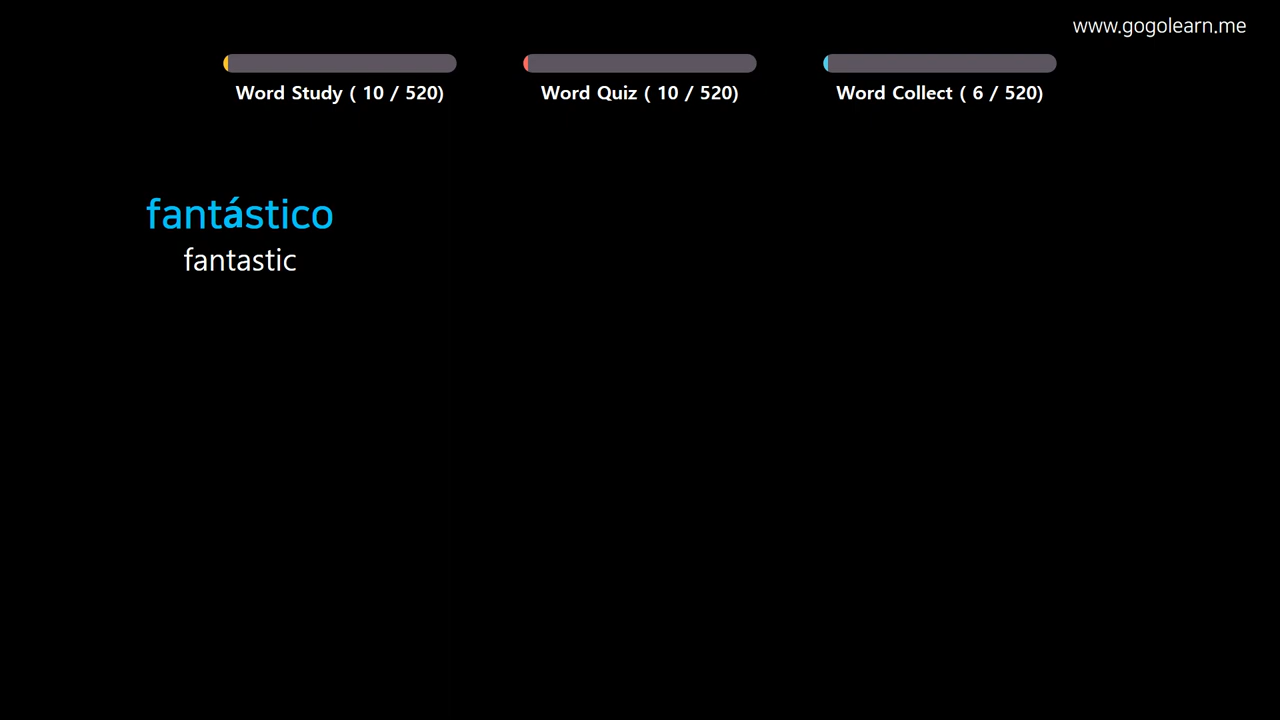 www.gogolearn.me
Word Study ( 10 / 520)
Word Quiz ( 10 / 520)
Word Collect ( 6 / 520)
fantástico
fantastic